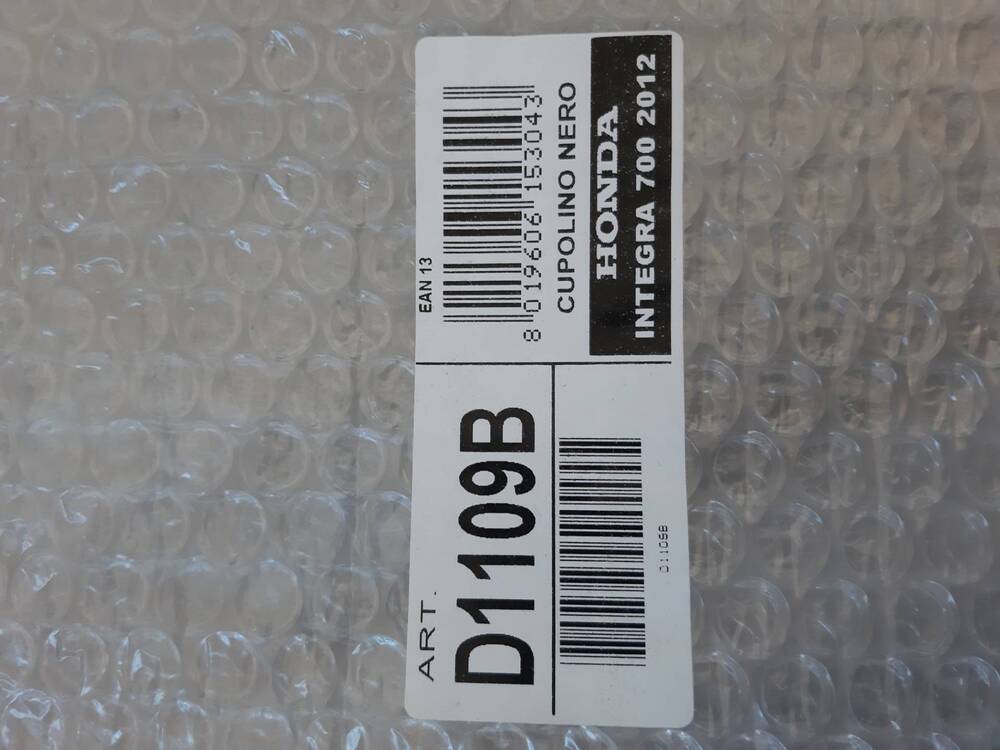 ART.
D1109B
D1109B
EAN 13
8 019606 153043
CUPOLINO NERO
HONDA
INTEGRA 700 2012